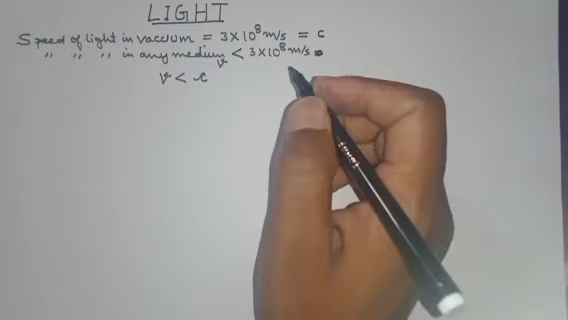 LIGHT
Speed of light in vaccum = 3×10⁸ m/s = c
„ „ „ in any medium v < 3×10⁸ m/s
v < c